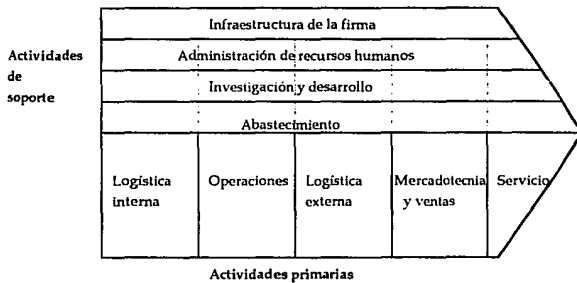 Infraestructura de la firma
Actividades
de
soporte
Administración de recursos humanos
Investigación y desarrollo
Abastecimiento
Logística
interna
Operaciones
Logística
externa
Mercadotecnia
y ventas
Servicio
Actividades primarias